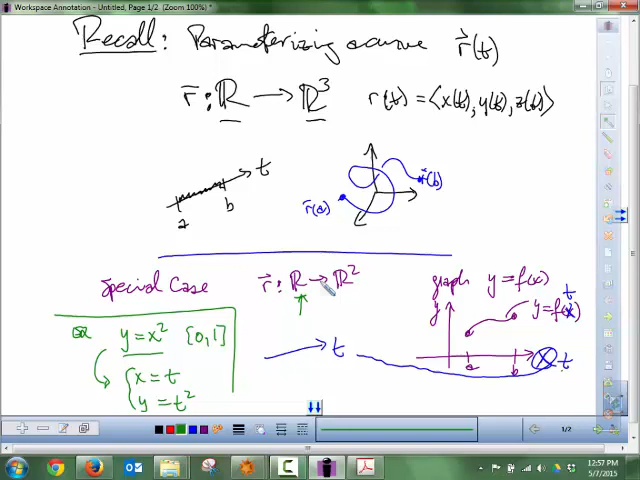 Workspace Annotation - Untitled, Page 1/2 (Zoom 100%) *
Recall: Parameterizing a curve r⃗(t)
r⃗: ℝ → ℝ³ r(t) = ⟨x(t), y(t), z(t)⟩
t
a b
r⃗(a) r⃗(b)
Special Case r⃗: ℝ → ℝ² graph y = f(x)
t
y y = f(x)
ex y = x² [0,1]
t
a b x t
x = t
y = t²
1/2
12:57 PM
5/7/2015